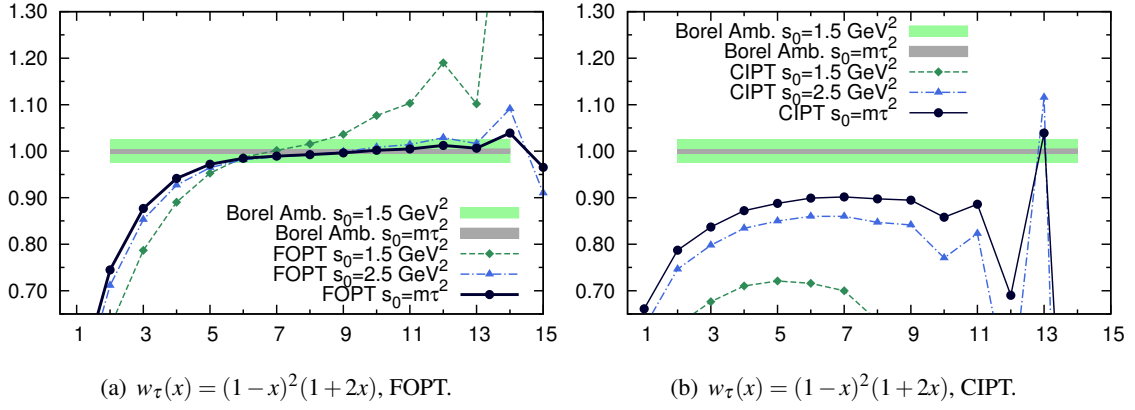 1.30
1.20
1.10
1.00
0.90
0.80
0.70
Borel Amb. s₀=1.5 GeV²
Borel Amb. s₀=mτ²
FOPT s₀=1.5 GeV²
FOPT s₀=2.5 GeV²
FOPT s₀=mτ²
1 3 5 7 9 11 13 15
(a) w_τ(x) = (1−x)²(1+2x), FOPT.
1.30
1.20
1.10
1.00
0.90
0.80
0.70
Borel Amb. s₀=1.5 GeV²
Borel Amb. s₀=mτ²
CIPT s₀=1.5 GeV²
CIPT s₀=2.5 GeV²
CIPT s₀=mτ²
1 3 5 7 9 11 13 15
(b) w_τ(x) = (1−x)²(1+2x), CIPT.